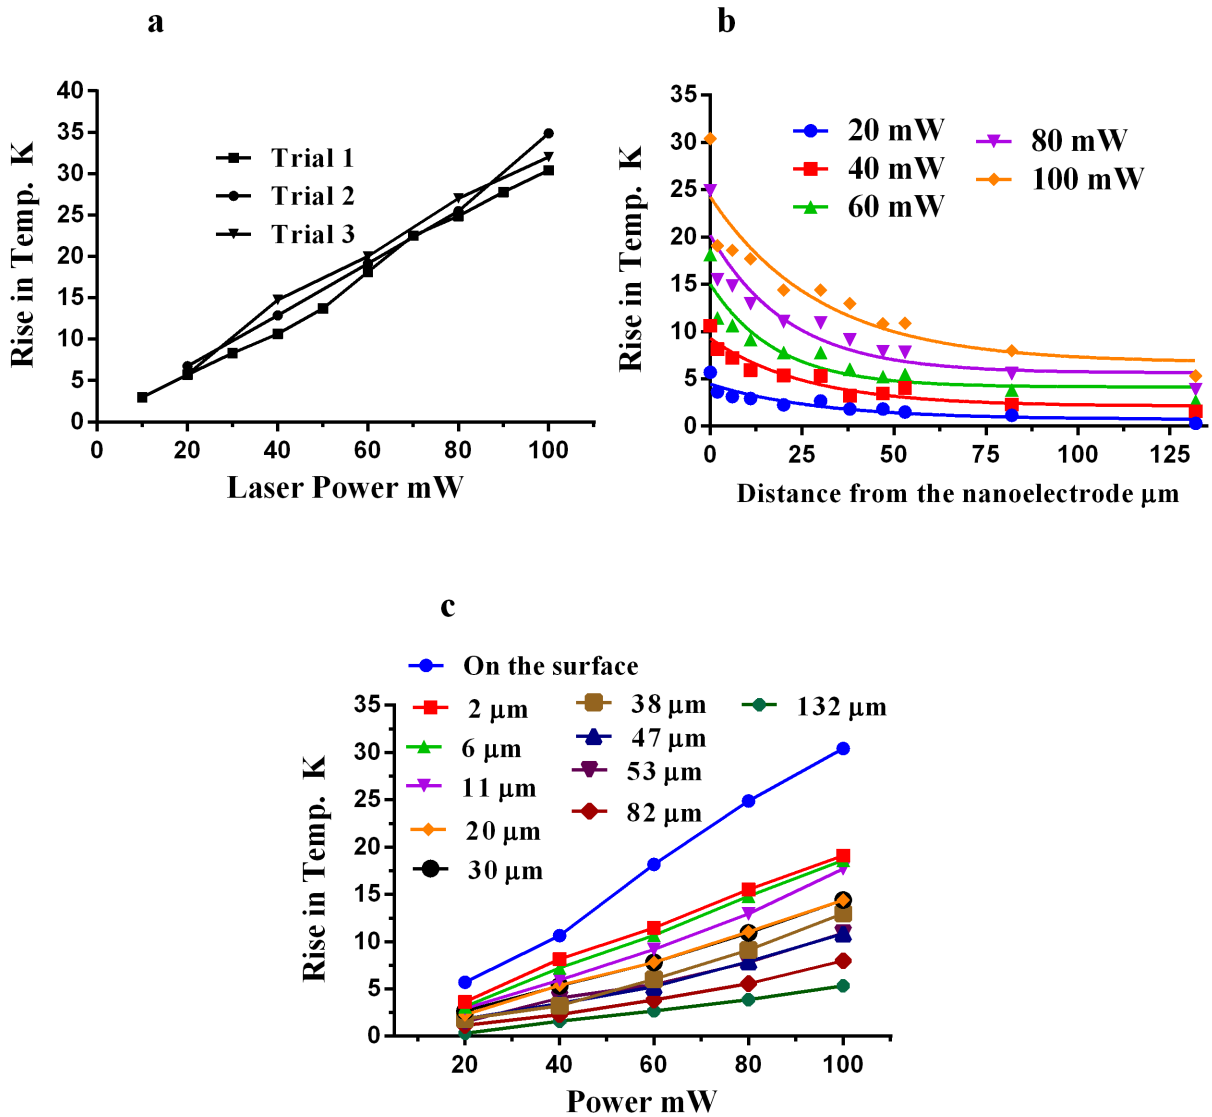 a
Rise in Temp. K
40
35
30
25
20
15
10
5
0
Trial 1
Trial 2
Trial 3
0 20 40 60 80 100
Laser Power mW
b
Rise in Temp. K
35
30
25
20
15
10
5
0
20 mW
40 mW
60 mW
80 mW
100 mW
0 25 50 75 100 125
Distance from the nanoelectrode µm
c
On the surface
2 µm
6 µm
11 µm
20 µm
30 µm
38 µm
47 µm
53 µm
82 µm
132 µm
Rise in Temp. K
35
30
25
20
15
10
5
0
20 40 60 80 100
Power mW